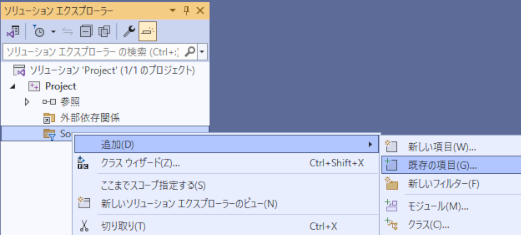 ソリューション エクスプローラー
ソリューション エクスプローラー の検索 (Ctrl+;)
ソリューション 'Project' (1/1 のプロジェクト)
Project
参照
外部依存関係
So
追加(D)
クラス ウィザード(Z)... Ctrl+Shift+X
ここまでスコープ指定する(S)
新しいソリューション エクスプローラーのビュー(N)
切り取り(T) Ctrl+X
新しい項目(W)...
既存の項目(G)...
新しいフィルター(F)
モジュール(M)...
クラス(C)...